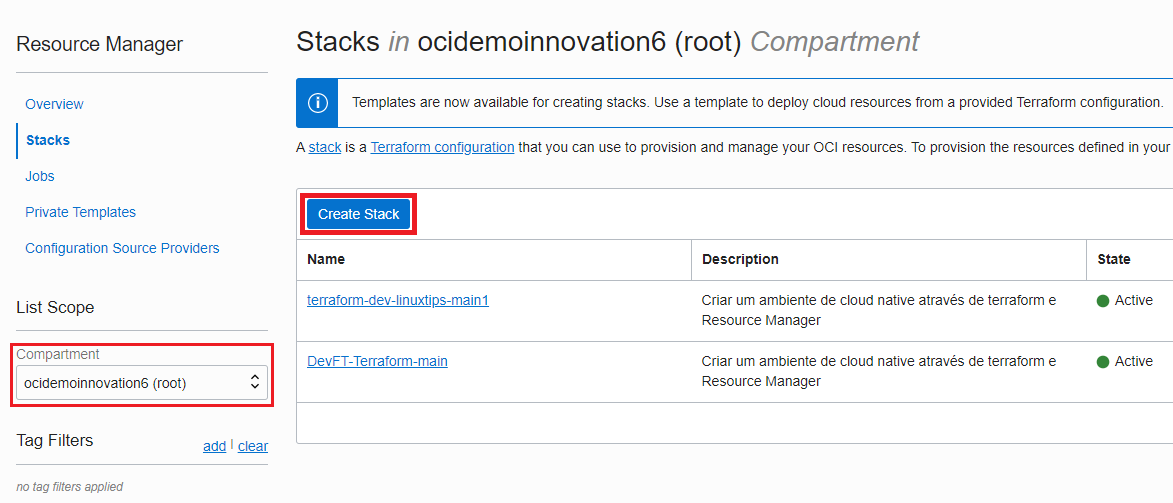 Resource Manager
Overview
Stacks
Jobs
Private Templates
Configuration Source Providers
List Scope
Compartment
ocidemoinnovation6 (root)
Tag Filters
add | clear
no tag filters applied
Stacks in ocidemoinnovation6 (root) Compartment
Templates are now available for creating stacks. Use a template to deploy cloud resources from a provided Terraform configuration.
A stack is a Terraform configuration that you can use to provision and manage your OCI resources. To provision the resources defined in your
Create Stack
Name Description State
terraform-dev-linuxtips-main1 Criar um ambiente de cloud native através de terraform e Active
Resource Manager
DevFT-Terraform-main Criar um ambiente de cloud native através de terraform e Active
Resource Manager